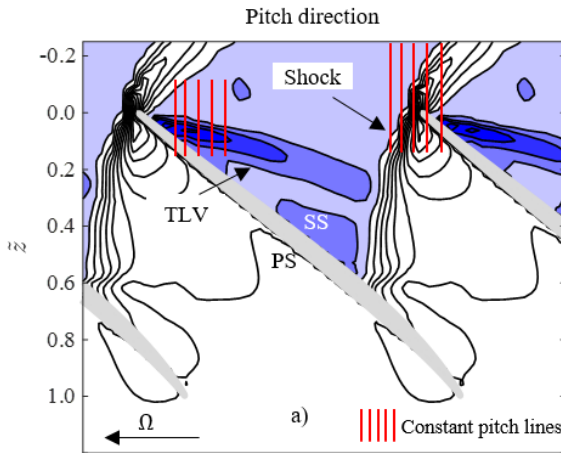 Pitch direction
-0.2
0.0
0.2
0.4
0.6
0.8
1.0
z̃
Shock
TLV
SS
PS
Ω
a)
Constant pitch lines